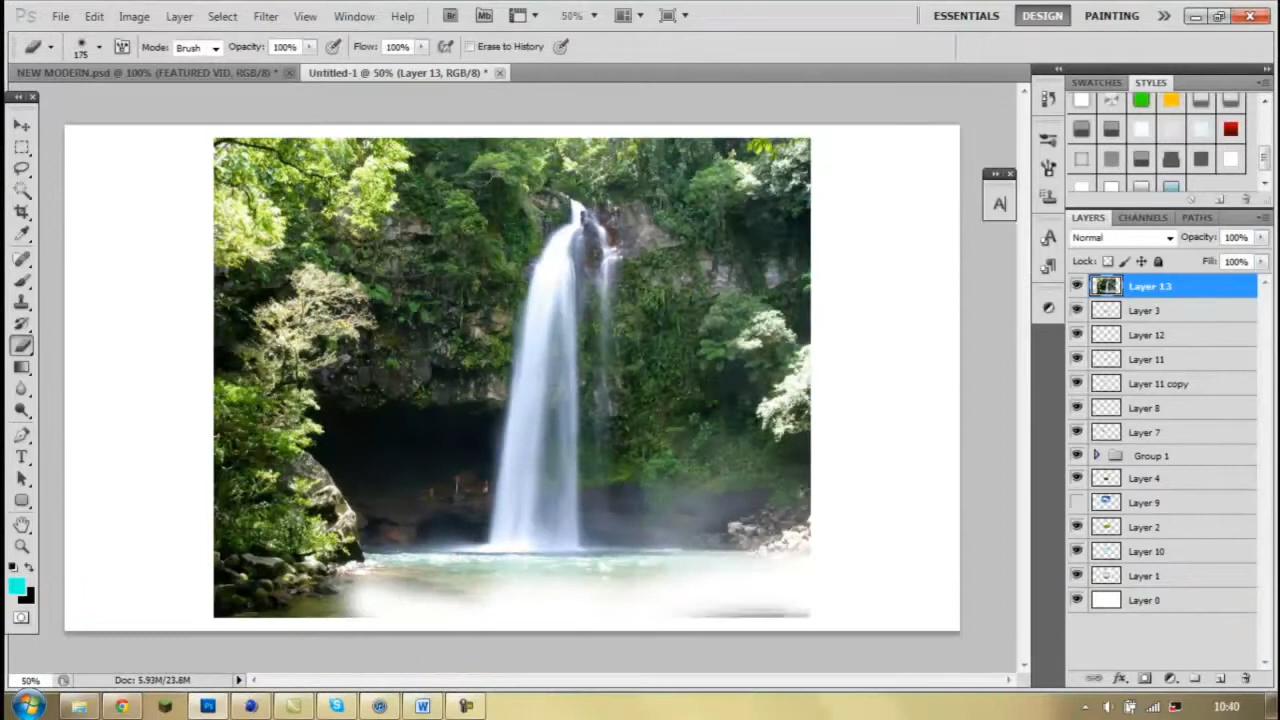 Ps File Edit Image Layer Select Filter View Window Help Br Mb 50% ESSENTIALS DESIGN PAINTING
175 Mode: Brush Opacity: 100% Flow: 100% Erase to History
NEW MODERN.psd @ 100% (FEATURED VID, RGB/8) * Untitled-1 @ 50% (Layer 13, RGB/8) *
SWATCHES STYLES
A
LAYERS CHANNELS PATHS
Normal Opacity: 100%
Lock: Fill: 100%
Layer 13
Layer 3
Layer 12
Layer 11
Layer 11 copy
Layer 8
Layer 7
Group 1
Layer 4
Layer 9
Layer 2
Layer 10
Layer 1
Layer 0
50% Doc: 5.93M/23.8M
10:40